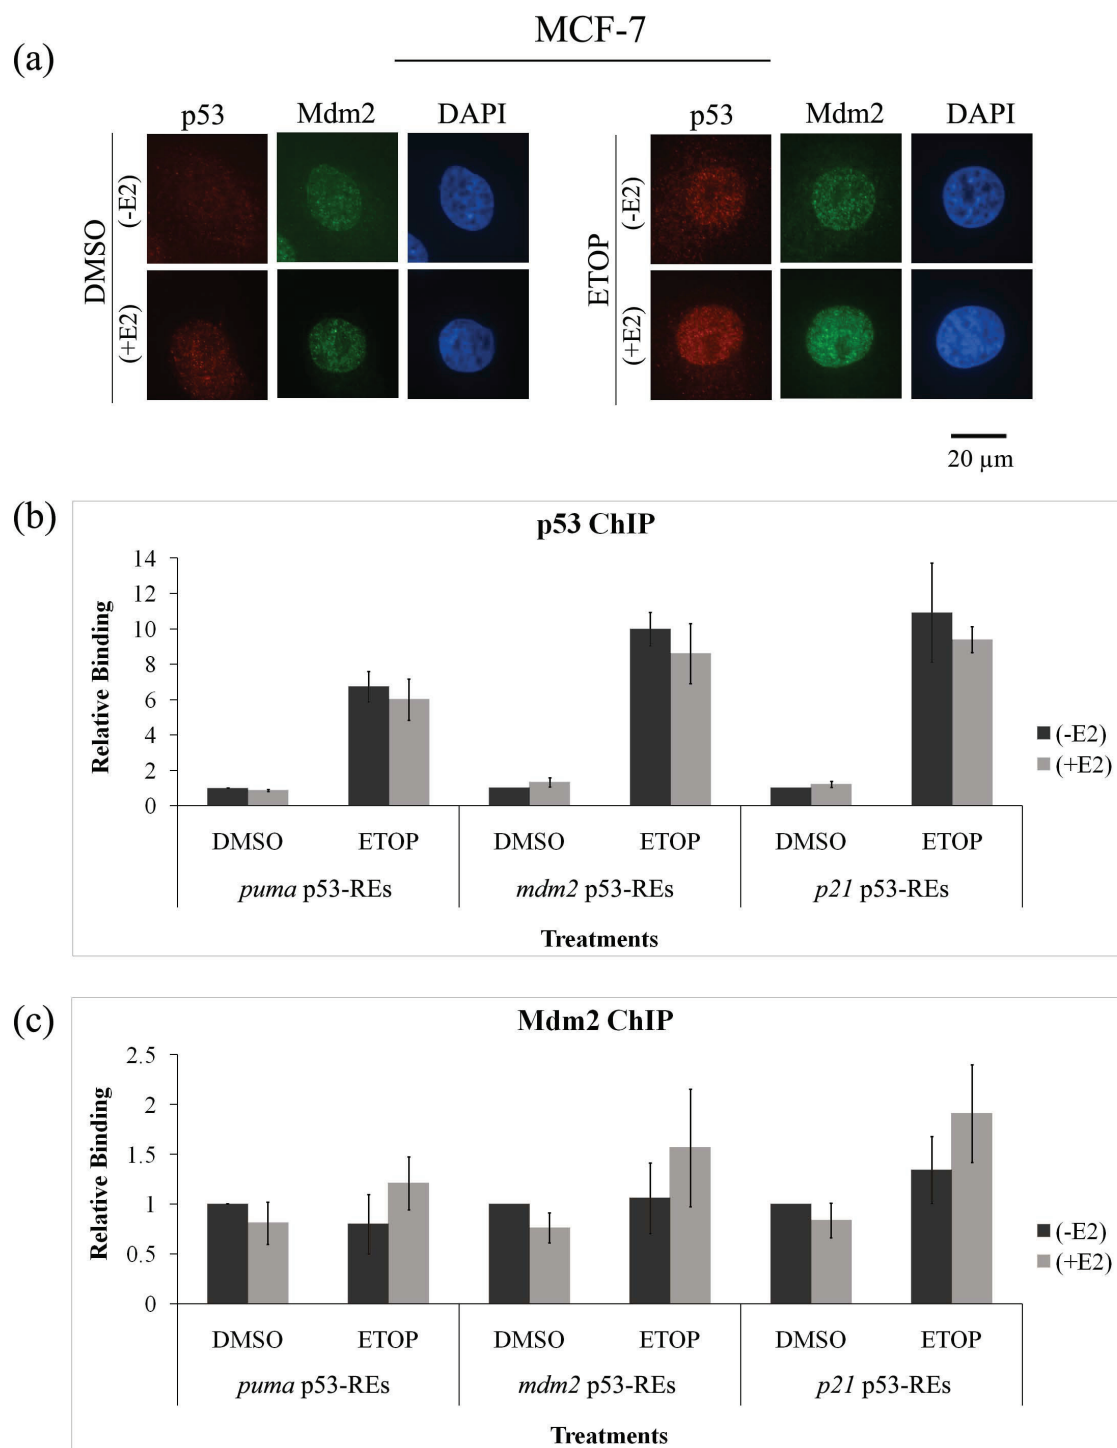 MCF-7
(a)
p53 Mdm2 DAPI
p53 Mdm2 DAPI
DMSO
(-E2)
(+E2)
ETOP
(-E2)
(+E2)
20 µm
(b)
p53 ChIP
Relative Binding
14
12
10
8
6
4
2
0
DMSO ETOP DMSO ETOP DMSO ETOP
puma p53-REs mdm2 p53-REs p21 p53-REs
Treatments
(-E2)
(+E2)
(c)
Mdm2 ChIP
Relative Binding
2.5
2
1.5
1
0.5
0
DMSO ETOP DMSO ETOP DMSO ETOP
puma p53-REs mdm2 p53-REs p21 p53-REs
Treatments
(-E2)
(+E2)